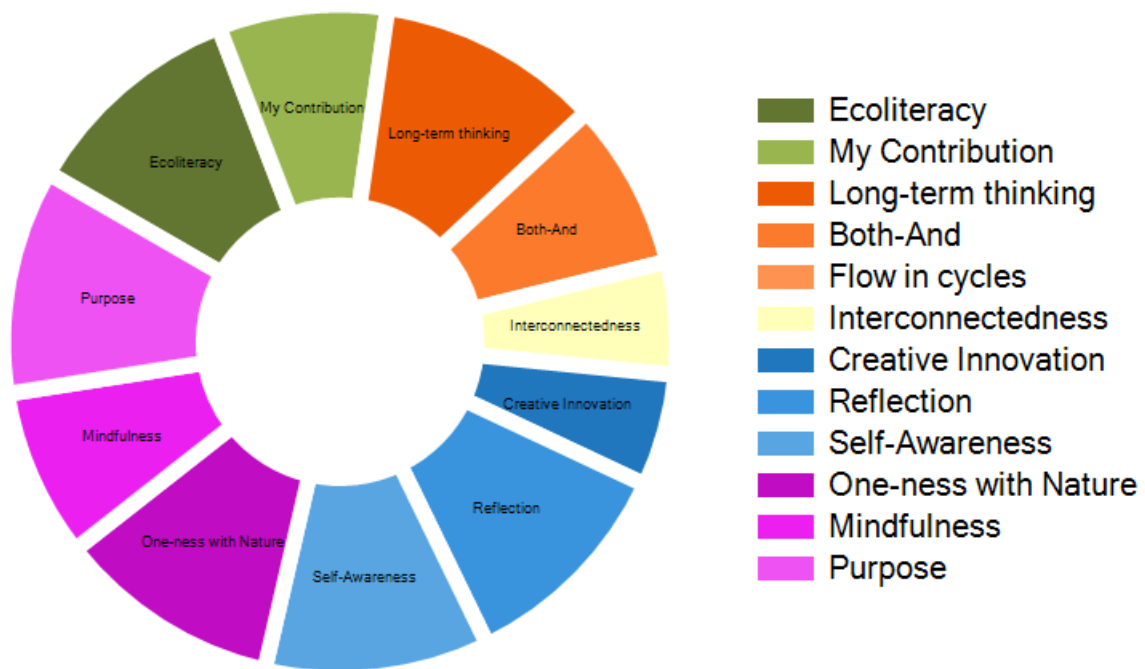 My Contribution
Long-term thinking
Ecoliteracy
Both-And
Purpose
Interconnectedness
Creative Innovation
Mindfulness
Reflection
One-ness with Nature
Self-Awareness
Ecoliteracy
My Contribution
Long-term thinking
Both-And
Flow in cycles
Interconnectedness
Creative Innovation
Reflection
Self-Awareness
One-ness with Nature
Mindfulness
Purpose